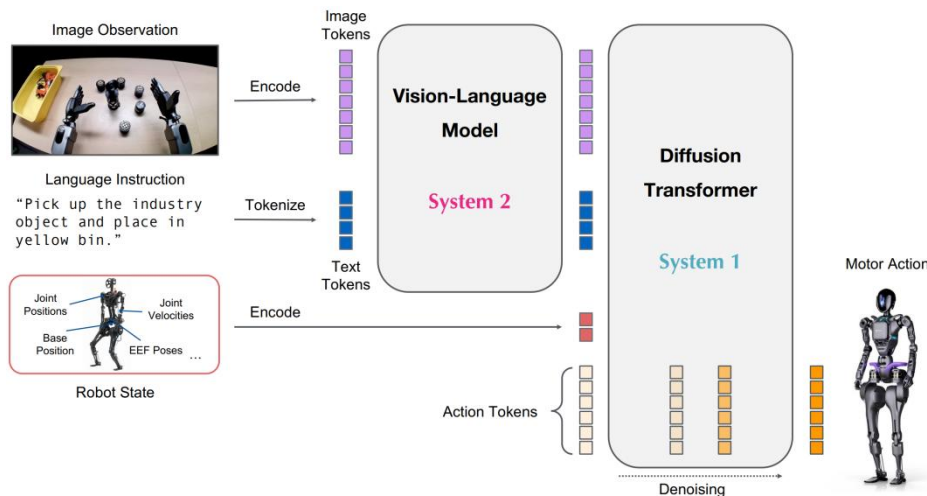 Image Observation
Encode
Image
Tokens
Vision-Language
Model
System 2
Language Instruction
“Pick up the industry
object and place in
yellow bin.”
Tokenize
Text
Tokens
Joint
Positions
Joint
Velocities
Base
Position
EEF Poses
...
Robot State
Encode
Diffusion
Transformer
System 1
Action Tokens
Denoising
Motor Action